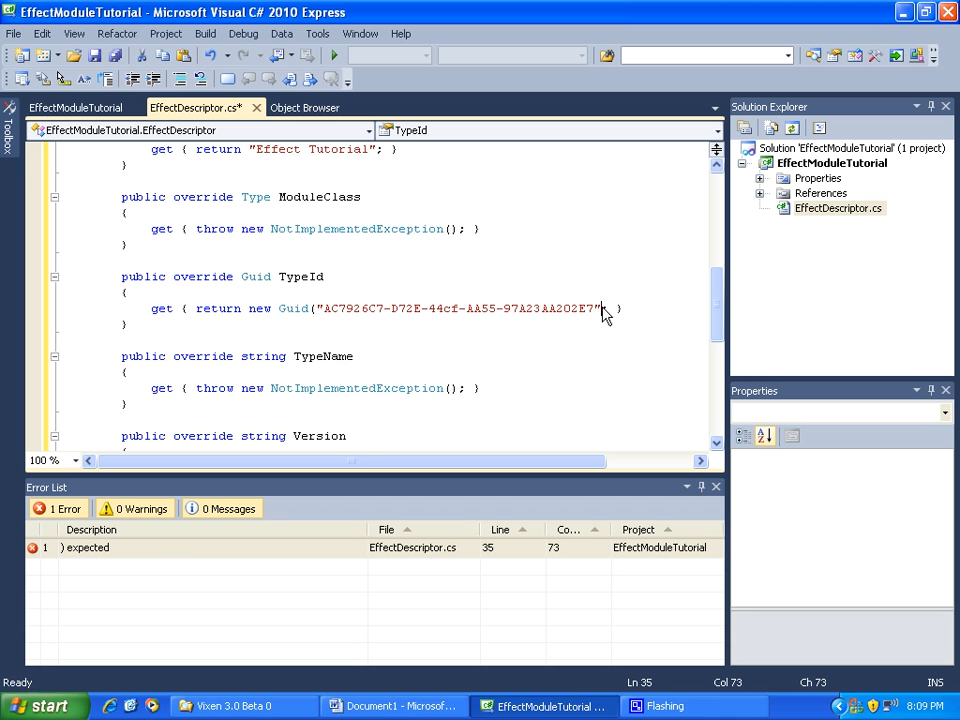 EffectModuleTutorial - Microsoft Visual C# 2010 Express
File Edit View Refactor Project Build Debug Data Tools Window Help
EffectModuleTutorial EffectDescriptor.cs* Object Browser
EffectModuleTutorial.EffectDescriptor TypeId
Toolbox
get { return "Effect Tutorial"; }
}
public override Type ModuleClass
{
get { throw new NotImplementedException(); }
}
public override Guid TypeId
{
get { return new Guid("AC7926C7-D72E-44cf-AA55-97A23AA202E7"; }
}
public override string TypeName
{
get { throw new NotImplementedException(); }
}
public override string Version
100 %
Solution Explorer
Solution 'EffectModuleTutorial' (1 project)
EffectModuleTutorial
Properties
References
EffectDescriptor.cs
Properties
Error List
1 Error 0 Warnings 0 Messages
Description File Line Co... Project
1 ) expected EffectDescriptor.cs 35 73 EffectModuleTutorial
Ready Ln 35 Col 73 Ch 73 INS
start Vixen 3.0 Beta 0 Document1 - Microsof... EffectModuleTutorial ... Flashing 8:09 PM